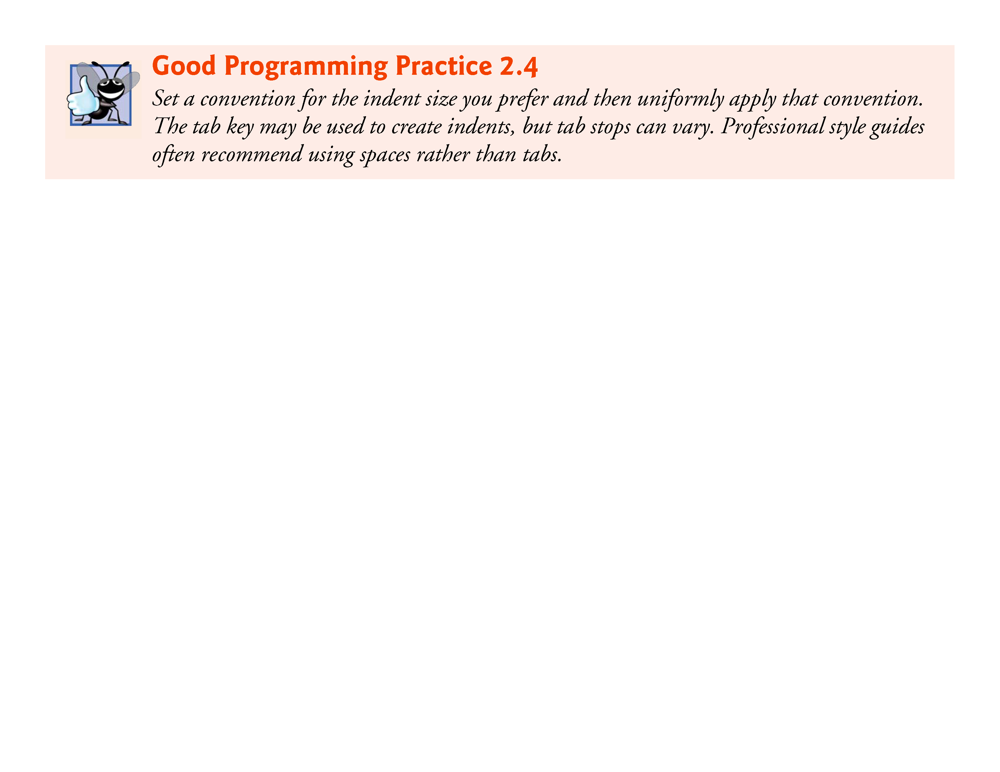 Good Programming Practice 2.4
Set a convention for the indent size you prefer and then uniformly apply that convention.
The tab key may be used to create indents, but tab stops can vary. Professional style guides
often recommend using spaces rather than tabs.